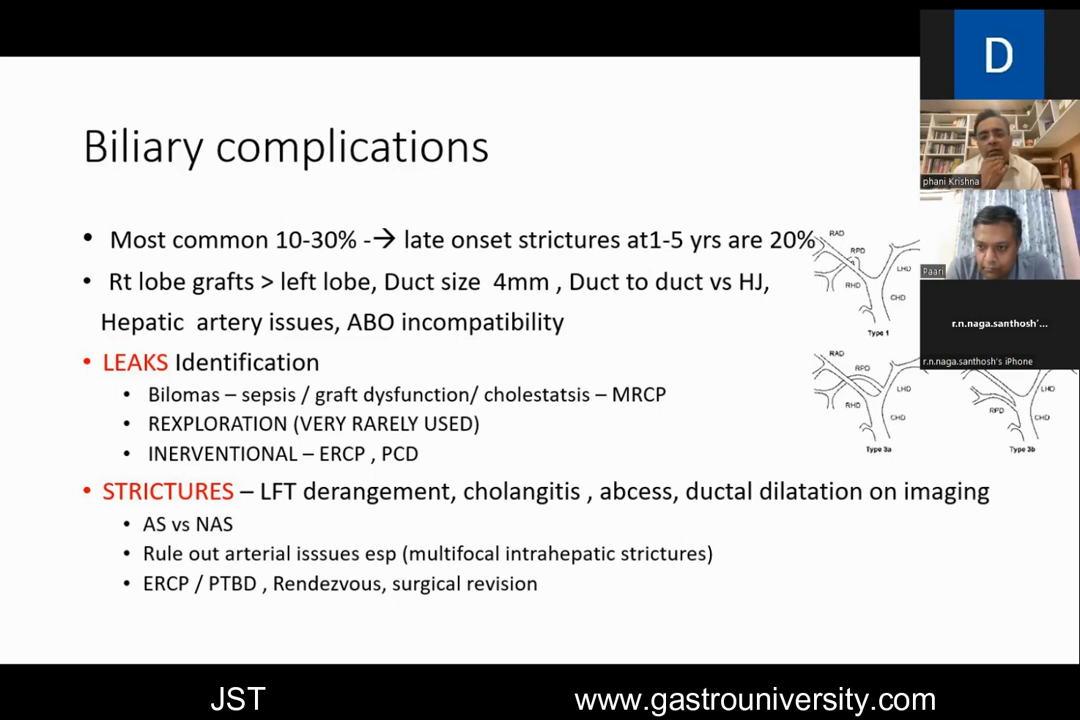 Biliary complications
• Most common 10-30% -→ late onset strictures at1-5 yrs are 20%
• Rt lobe grafts > left lobe, Duct size 4mm , Duct to duct vs HJ,
Hepatic artery issues, ABO incompatibility
• LEAKS Identification
• Bilomas – sepsis / graft dysfunction/ cholestatsis – MRCP
• REXPLORATION (VERY RARELY USED)
• INERVENTIONAL – ERCP , PCD
• STRICTURES – LFT derangement, cholangitis , abcess, ductal dilatation on imaging
• AS vs NAS
• Rule out arterial isssues esp (multifocal intrahepatic strictures)
• ERCP / PTBD , Rendezvous, surgical revision
RAD
RPD
LHD
RHD
CHD
Type 1
RAD
RPD
LHD
RHD
CHD
Type 3a
LHD
RPD
CHD
Type 3b
D
phani Krishna
Paari
r.n.naga.santhosh'...
r.n.naga.santhosh's iPhone
JST
www.gastrouniversity.com